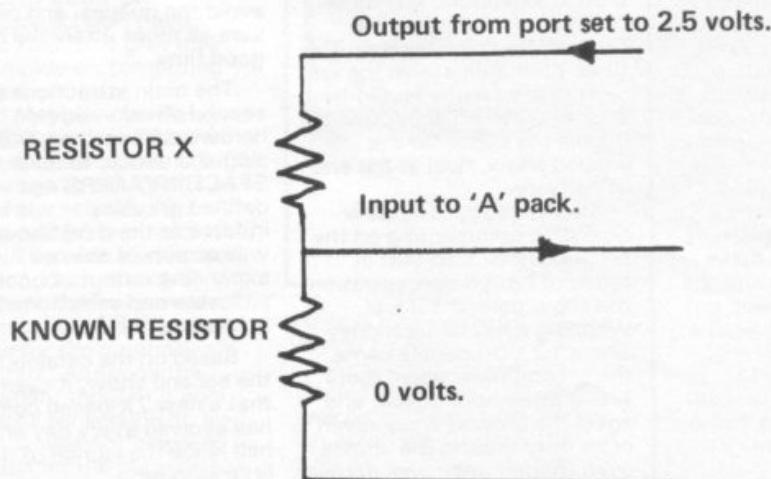 Output from port set to 2.5 volts.
RESISTOR X
Input to 'A' pack.
KNOWN RESISTOR
0 volts.